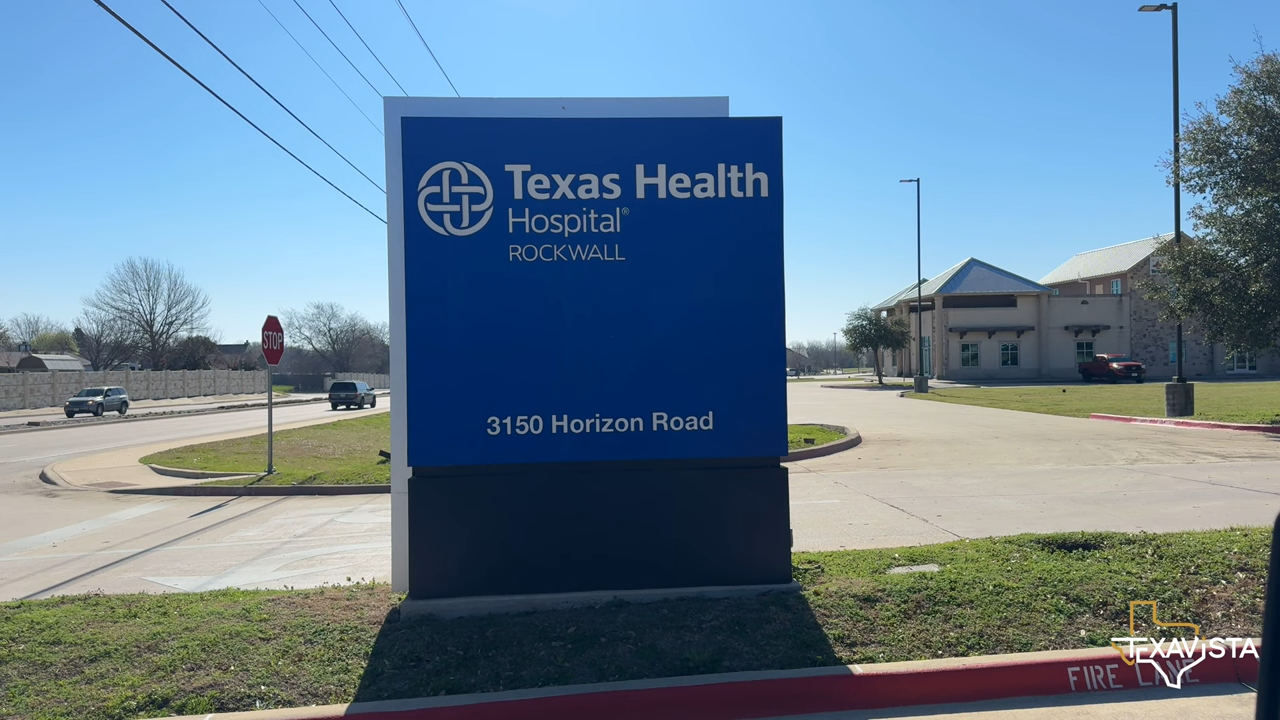 Texas Health
Hospital®
ROCKWALL
STOP
3150 Horizon Road
TEXAVISTA
FIRE LANE